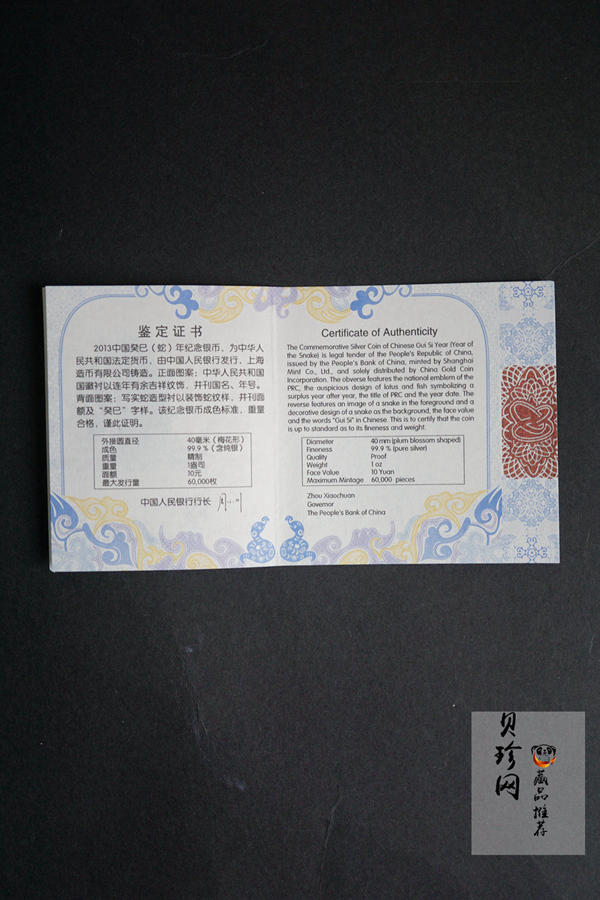 鉴定证书
2013中国癸巳（蛇）年纪念银币，为中华人
民共和国法定货币，由中国人民银行发行，上海
造币有限公司铸造。正面图案：中华人民共和国
国徽衬以连年有余吉祥纹饰，并刊国名、年号。
背面图案：写实蛇造型衬以装饰蛇纹样，并刊面
额及“癸巳”字样。该纪念银币成色标准，重量
合格，谨此证明。
外接圆直径 40毫米（梅花形）
成色 99.9％（含纯银）
质量 精制
重量 1盎司
面额 10元
最大发行量 60,000枚
中国人民银行行长
Certificate of Authenticity
The Commemorative Silver Coin of Chinese Gui Si Year (Year of
the Snake) is legal tender of the People's Republic of China,
issued by the People's Bank of China, minted by Shanghai
Mint Co., Ltd., and solely distributed by China Gold Coin
Incorporation. The obverse features the national emblem of the
PRC, the auspicious design of lotus and fish symbolizing a
surplus year after year, the title of PRC and the year date. The
reverse features an image of a snake in the foreground and a
decorative design of a snake as the background, the face value
and the words "Gui Si" in Chinese. This is to certify that the coin
is up to standard as to its fineness and weight.
Diameter 40 mm (plum blossom shaped)
Fineness 99.9 % (pure silver)
Quality Proof
Weight 1 oz
Face Value 10 Yuan
Maximum Mintage 60,000 pieces
Zhou Xiaochuan
Governor
The People's Bank of China
贝珍网
藏品推荐